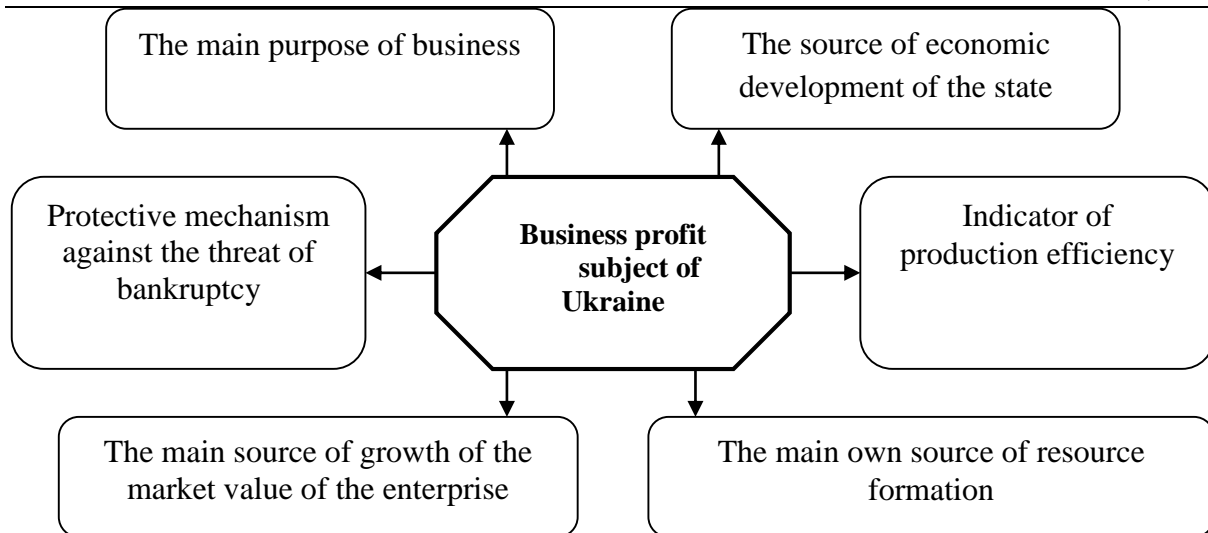 The main purpose of business
The source of economic
development of the state
Protective mechanism
against the threat of
bankruptcy
Business profit
subject of
Ukraine
Indicator of
production efficiency
The main source of growth of the
market value of the enterprise
The main own source of resource
formation